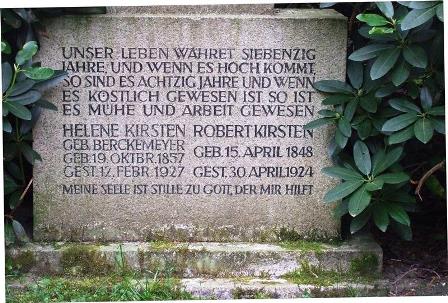 UNSER LEBEN WÄHRET SIEBENZIG
JAHRE, UND WENN ES HOCH KOMMT,
SO SIND ES ACHTZIG JAHRE UND WENN
ES KÖSTLICH GEWESEN IST SO IST
ES MÜHE UND ARBEIT GEWESEN
HELENE KIRSTEN ROBERT KIRSTEN
GEB. BERCKEMEYER
GEB. 19. OKTBR. 1857 GEB. 15. APRIL 1848
GEST. 12. FEBR. 1927 GEST. 30. APRIL 1924
MEINE SEELE IST STILLE ZU GOTT, DER MIR HILFT